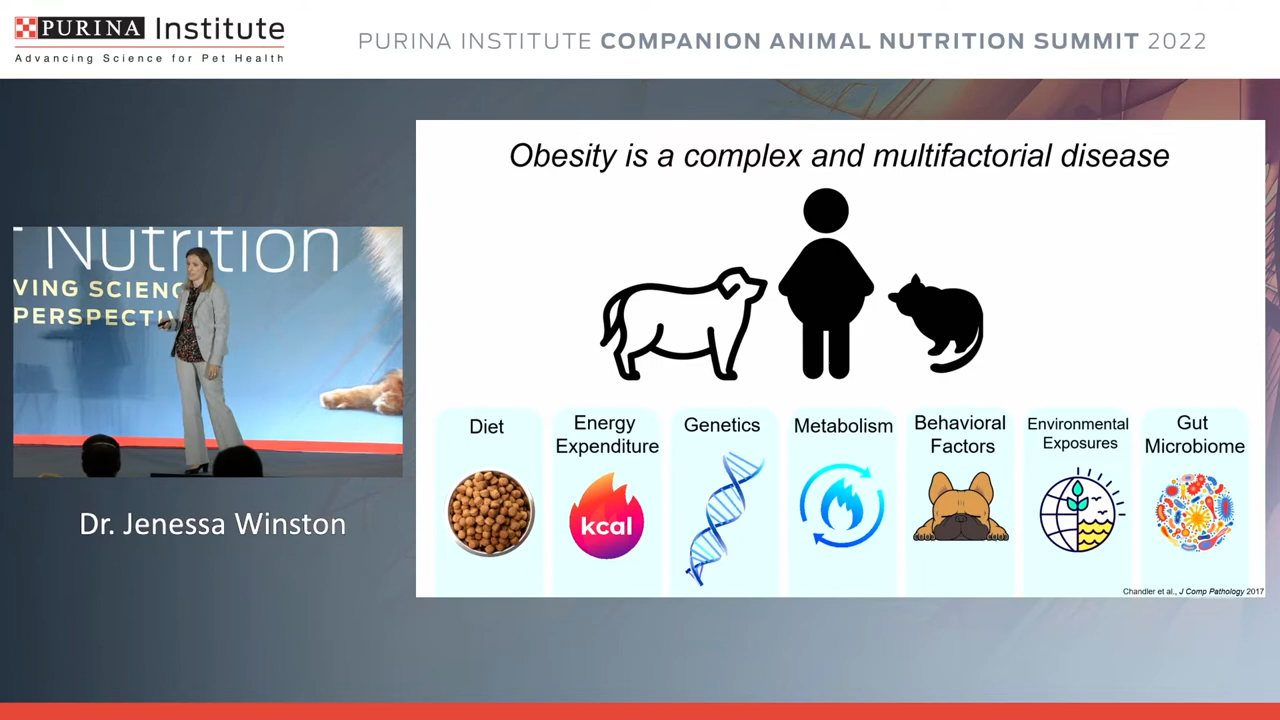 PURINA Institute
Advancing Science for Pet Health
PURINA INSTITUTE COMPANION ANIMAL NUTRITION SUMMIT 2022
Nutrition
VING SCIENC
PERSPECTIV
Dr. Jenessa Winston
Obesity is a complex and multifactorial disease
Diet
Energy
Expenditure
kcal
Genetics
Metabolism
Behavioral
Factors
Environmental
Exposures
Gut
Microbiome
Chandler et al., J Comp Pathology 2017